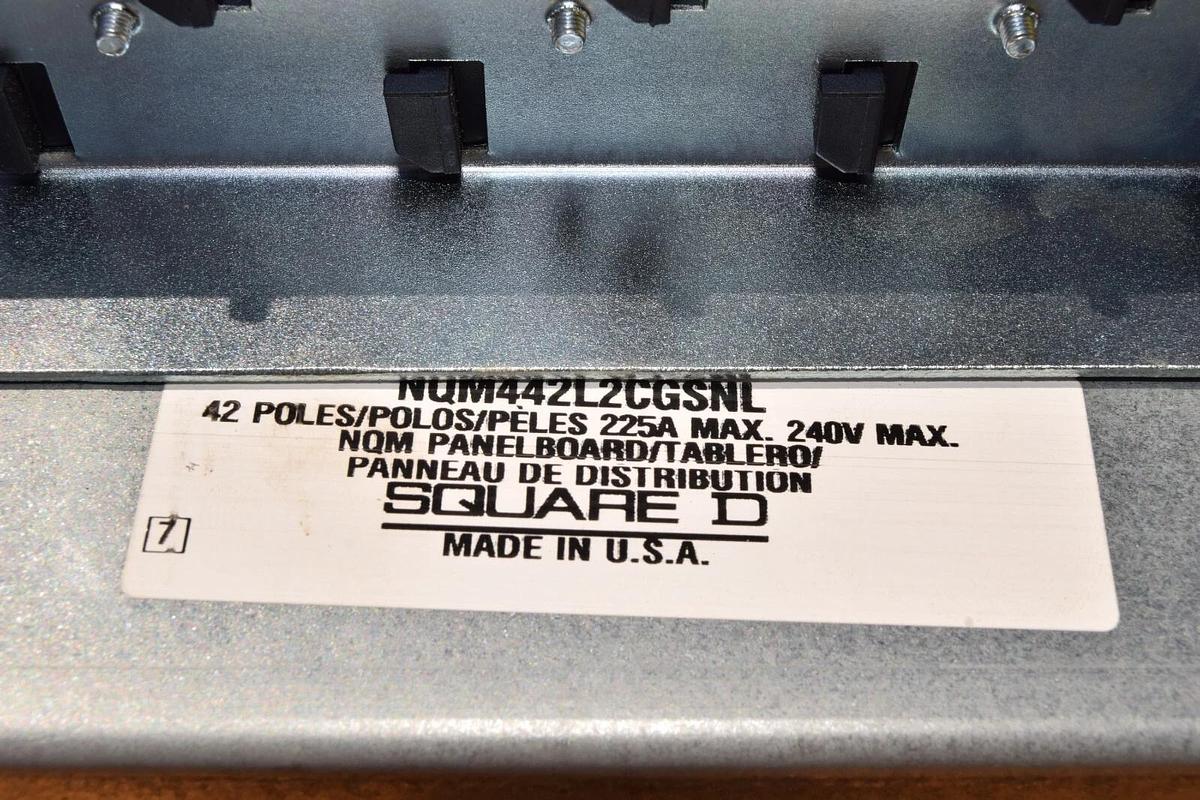 NQM442L2CGSNL
42 POLES/POLOS/PÈLES 225A MAX. 240V MAX.
NQM PANELBOARD/TABLERO/
PANNEAU DE DISTRIBUTION
SQUARE D
MADE IN U.S.A.
7